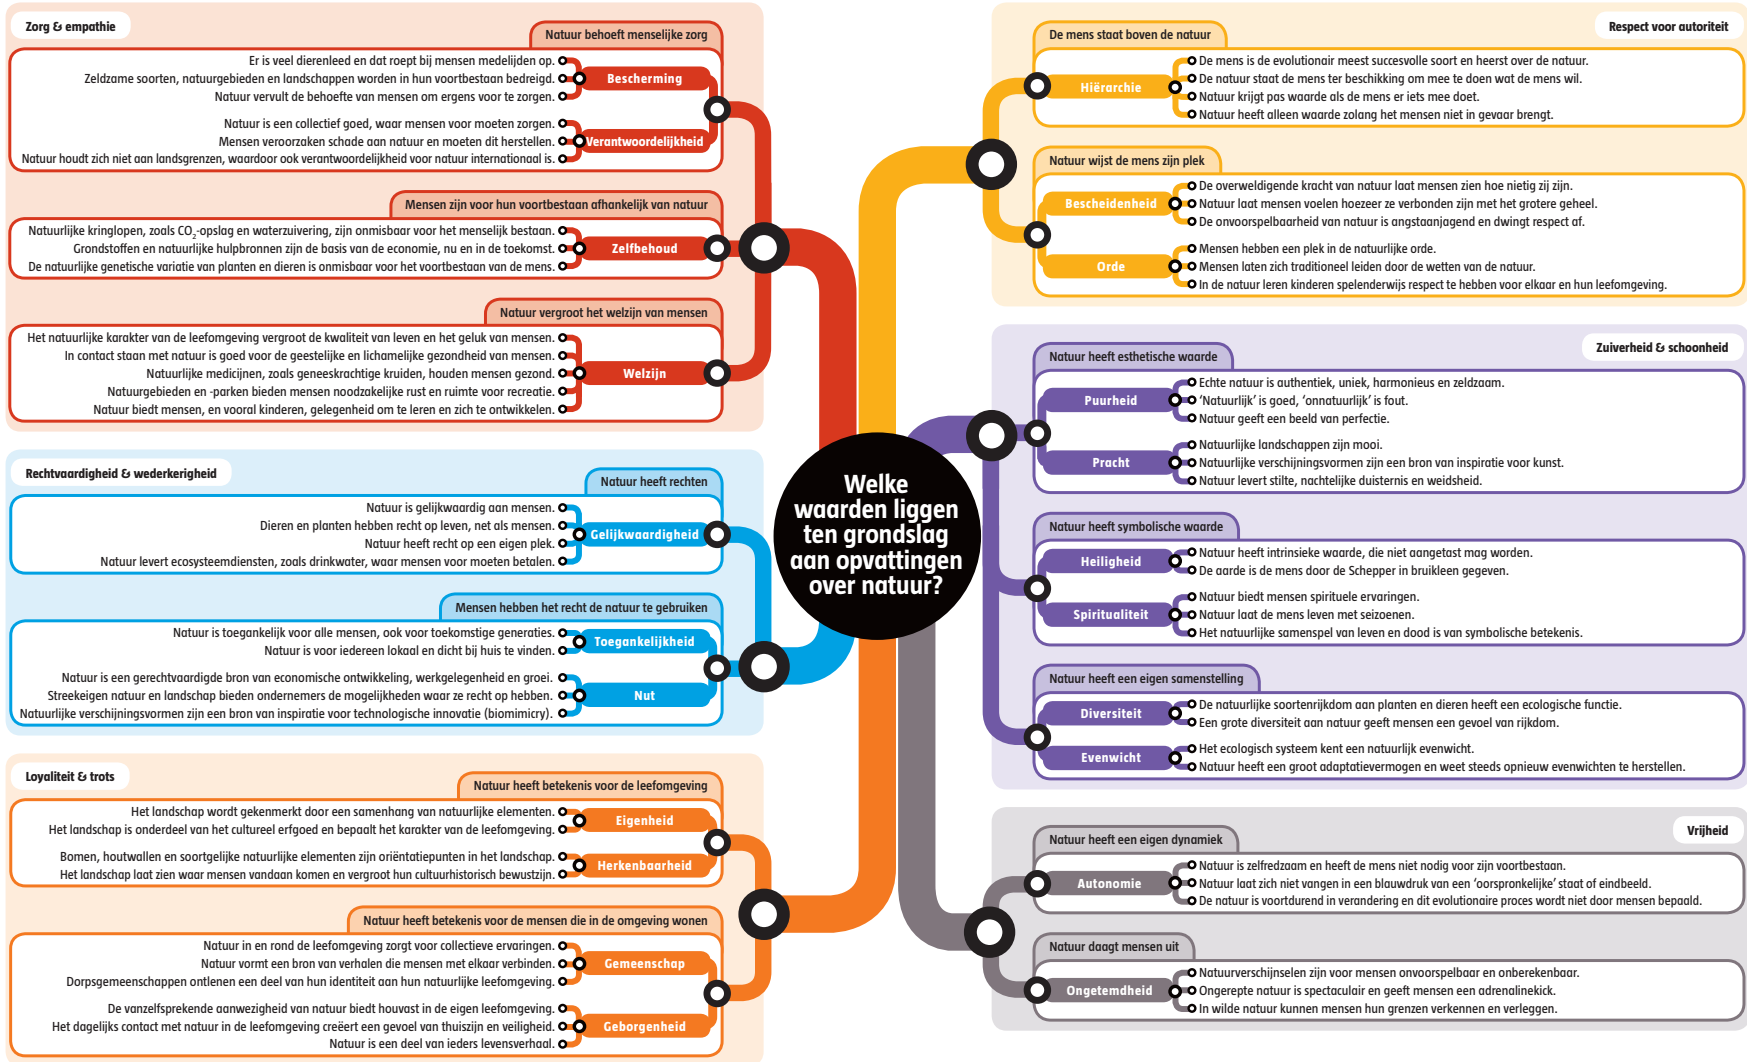 Zorg & empathie
Natuur behoeft menselijke zorg
Er is veel dierenleed en dat roept bij mensen medelijden op.
Zeldzame soorten, natuurgebieden en landschappen worden in hun voortbestaan bedreigd.
Natuur vervult de behoefte van mensen om ergens voor te zorgen.
Bescherming
Natuur is een collectief goed, waar mensen voor moeten zorgen.
Mensen veroorzaken schade aan natuur en moeten dit herstellen.
Natuur houdt zich niet aan landsgrenzen, waardoor ook verantwoordelijkheid voor natuur internationaal is.
Verantwoordelijkheid
Mensen zijn voor hun voortbestaan afhankelijk van natuur
Natuurlijke kringlopen, zoals CO2-opslag en waterzuivering, zijn onmisbaar voor het menselijk bestaan.
Grondstoffen en natuurlijke hulpbronnen zijn de basis van de economie, nu en in de toekomst.
De natuurlijke genetische variatie van planten en dieren is onmisbaar voor het voortbestaan van de mens.
Zelfbehoud
Natuur vergroot het welzijn van mensen
Het natuurlijke karakter van de leefomgeving vergroot de kwaliteit van leven en het geluk van mensen.
In contact staan met natuur is goed voor de geestelijke en lichamelijke gezondheid van mensen.
Natuurlijke medicijnen, zoals geneeskrachtige kruiden, houden mensen gezond.
Natuurgebieden en -parken bieden mensen noodzakelijke rust en ruimte voor recreatie.
Natuur biedt mensen, en vooral kinderen, gelegenheid om te leren en zich te ontwikkelen.
Welzijn
Rechtvaardigheid & wederkerigheid
Natuur heeft rechten
Natuur is gelijkwaardig aan mensen.
Dieren en planten hebben recht op leven, net als mensen.
Natuur heeft recht op een eigen plek.
Natuur levert ecosysteemdiensten, zoals drinkwater, waar mensen voor moeten betalen.
Gelijkwaardigheid
Mensen hebben het recht de natuur te gebruiken
Natuur is toegankelijk voor alle mensen, ook voor toekomstige generaties.
Natuur is voor iedereen lokaal en dicht bij huis te vinden.
Toegankelijkheid
Natuur is een gerechtvaardigde bron van economische ontwikkeling, werkgelegenheid en groei.
Streekeigen natuur en landschap bieden ondernemers de mogelijkheden waar ze recht op hebben.
Natuurlijke verschijningsvormen zijn een bron van inspiratie voor technologische innovatie (biomimicry).
Nut
Loyaliteit & trots
Natuur heeft betekenis voor de leefomgeving
Het landschap wordt gekenmerkt door een samenhang van natuurlijke elementen.
Het landschap is onderdeel van het cultureel erfgoed en bepaalt het karakter van de leefomgeving.
Eigenheid
Bomen, houtwallen en soortgelijke natuurlijke elementen zijn oriëntatiepunten in het landschap.
Het landschap laat zien waar mensen vandaan komen en vergroot hun cultuurhistorisch bewustzijn.
Herkenbaarheid
Natuur heeft betekenis voor de mensen die in de omgeving wonen
Natuur in en rond de leefomgeving zorgt voor collectieve ervaringen.
Natuur vormt een bron van verhalen die mensen met elkaar verbinden.
Dorpsgemeenschappen ontlenen een deel van hun identiteit aan hun natuurlijke leefomgeving.
Gemeenschap
De vanzelfsprekende aanwezigheid van natuur biedt houvast in de eigen leefomgeving.
Het dagelijks contact met natuur in de leefomgeving creëert een gevoel van thuiszijn en veiligheid.
Natuur is een deel van ieders levensverhaal.
Geborgenheid
Welke
waarden liggen
ten grondslag
aan opvattingen
over natuur?
Respect voor autoriteit
De mens staat boven de natuur
Hiërarchie
De mens is de evolutionair meest succesvolle soort en heerst over de natuur.
De natuur staat de mens ter beschikking om mee te doen wat de mens wil.
Natuur krijgt pas waarde als de mens er iets mee doet.
Natuur heeft alleen waarde zolang het mensen niet in gevaar brengt.
Natuur wijst de mens zijn plek
Bescheidenheid
De overweldigende kracht van natuur laat mensen zien hoe nietig zij zijn.
Natuur laat mensen voelen hoezeer ze verbonden zijn met het grotere geheel.
De onvoorspelbaarheid van natuur is angstaanjagend en dwingt respect af.
Orde
Mensen hebben een plek in de natuurlijke orde.
Mensen laten zich traditioneel leiden door de wetten van de natuur.
In de natuur leren kinderen spelenderwijs respect te hebben voor elkaar en hun leefomgeving.
Zuiverheid & schoonheid
Natuur heeft esthetische waarde
Puurheid
Echte natuur is authentiek, uniek, harmonieus en zeldzaam.
‘Natuurlijk’ is goed, ‘onnatuurlijk’ is fout.
Natuur geeft een beeld van perfectie.
Pracht
Natuurlijke landschappen zijn mooi.
Natuurlijke verschijningsvormen zijn een bron van inspiratie voor kunst.
Natuur levert stilte, nachtelijke duisternis en weidsheid.
Natuur heeft symbolische waarde
Heiligheid
Natuur heeft intrinsieke waarde, die niet aangetast mag worden.
De aarde is de mens door de Schepper in bruikleen gegeven.
Spiritualiteit
Natuur biedt mensen spirituele ervaringen.
Natuur laat de mens leven met seizoenen.
Het natuurlijke samenspel van leven en dood is van symbolische betekenis.
Natuur heeft een eigen samenstelling
Diversiteit
De natuurlijke soortenrijkdom aan planten en dieren heeft een ecologische functie.
Een grote diversiteit aan natuur geeft mensen een gevoel van rijkdom.
Evenwicht
Het ecologisch systeem kent een natuurlijk evenwicht.
Natuur heeft een groot adaptatievermogen en weet steeds opnieuw evenwichten te herstellen.
Vrijheid
Natuur heeft een eigen dynamiek
Autonomie
Natuur is zelfredzaam en heeft de mens niet nodig voor zijn voortbestaan.
Natuur laat zich niet vangen in een blauwdruk van een ‘oorspronkelijke’ staat of eindbeeld.
De natuur is voortdurend in verandering en dit evolutionaire proces wordt niet door mensen bepaald.
Natuur daagt mensen uit
Ongetemdheid
Natuurverschijnselen zijn voor mensen onvoorspelbaar en onberekenbaar.
Ongerepte natuur is spectaculair en geeft mensen een adrenalinekick.
In wilde natuur kunnen mensen hun grenzen verkennen en verleggen.